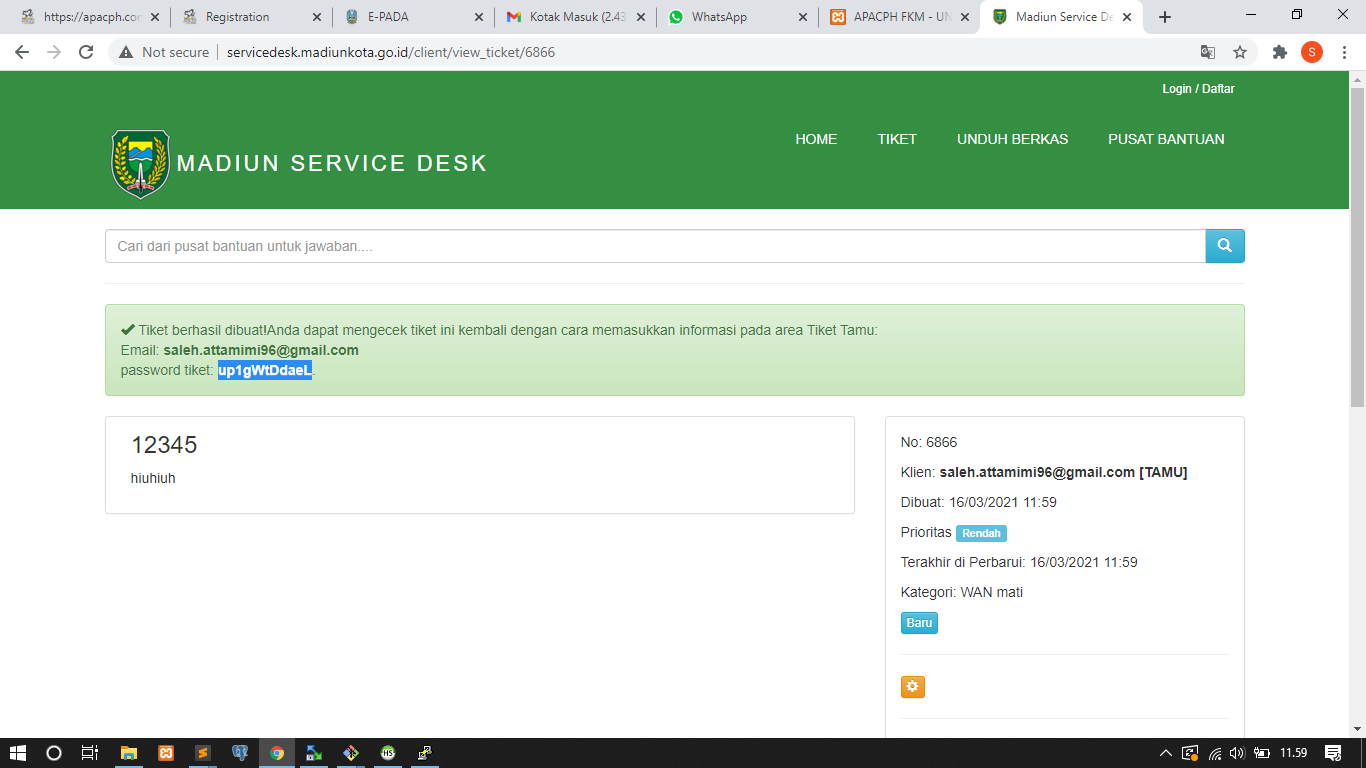 https://apacph.con
Registration
E-PADA
Kotak Masuk (2.43
WhatsApp
APACPH FKM - UN
Madiun Service De
Not secure
servicedesk.madiunkota.go.id/client/view_ticket/6866
S
Login / Daftar
MADIUN SERVICE DESK
HOME
TIKET
UNDUH BERKAS
PUSAT BANTUAN
Cari dari pusat bantuan untuk jawaban....
Tiket berhasil dibuat!Anda dapat mengecek tiket ini kembali dengan cara memasukkan informasi pada area Tiket Tamu:
Email: saleh.attamimi96@gmail.com
password tiket: up1gWtDdaeL.
12345
hiuhiuh
No: 6866
Klien: saleh.attamimi96@gmail.com [TAMU]
Dibuat: 16/03/2021 11:59
Prioritas Rendah
Terakhir di Perbarui: 16/03/2021 11:59
Kategori: WAN mati
Baru
HS
11.59